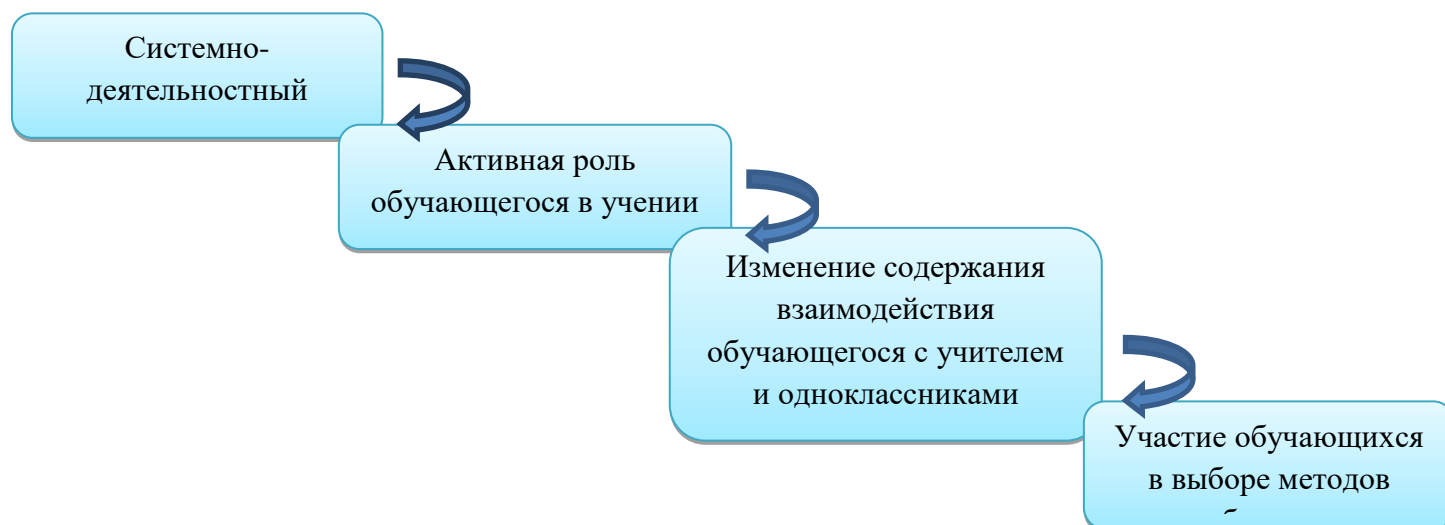 Системно-
деятельностный
Активная роль
обучающегося в учении
Изменение содержания
взаимодействия
обучающегося с учителем
и одноклассниками
Участие обучающихся
в выборе методов